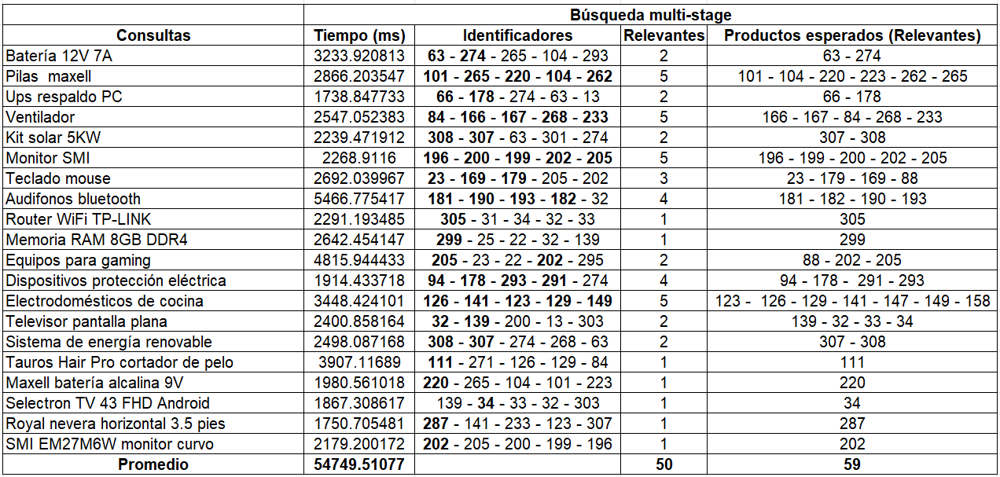 Búsqueda multi-stage
Consultas Tiempo (ms) Identificadores Relevantes Productos esperados (Relevantes)
Batería 12V 7A 3233.920813 63 - 274 - 265 - 104 - 293 2 63 - 274
Pilas  maxell 2866.203547 101 - 265 - 220 - 104 - 262 5 101 - 104 - 220 - 223 - 262 - 265
Ups respaldo PC 1738.847733 66 - 178 - 274 - 63 - 13 2 66 - 178
Ventilador 2547.052383 84 - 166 - 167 - 268 - 233 5 166 - 167 - 84 - 268 - 233
Kit solar 5KW 2239.471912 308 - 307 - 63 - 301 - 274 2 307 - 308
Monitor SMI 2268.9116 196 - 200 - 199 - 202 - 205 5 196 - 199 - 200 - 202 - 205
Teclado mouse 2692.039967 23 - 169 - 179 - 205 - 202 3 23 - 179 - 169 - 88
Audifonos bluetooth 5466.775417 181 - 190 - 193 - 182 - 32 4 181 - 182 - 190 - 193
Router WiFi TP-LINK 2291.193485 305 - 31 - 34 - 32 - 33 1 305
Memoria RAM 8GB DDR4 2642.454147 299 - 25 - 22 - 32 - 139 1 299
Equipos para gaming 4815.944433 205 - 23 - 22 - 202 - 295 2 88 - 202 - 205
Dispositivos protección eléctrica 1914.433718 94 - 178 - 293 - 291 - 274 4 94 - 178 -  291 - 293
Electrodomésticos de cocina 3448.424101 126 - 141 - 123 - 129 - 149 5 123 -  126 - 129 - 141 - 147 - 149 - 158
Televisor pantalla plana 2400.858164 32 - 139 - 200 - 13 - 303 2 139 - 32 - 33 - 34
Sistema de energía renovable 2498.087168 308 - 307 - 274 - 268 - 63 2 307 - 308
Tauros Hair Pro cortador de pelo 3907.11689 111 - 271 - 126 - 129 - 84 1 111
Maxell batería alcalina 9V 1980.561018 220 - 265 - 104 - 101 - 223 1 220
Selectron TV 43 FHD Android 1867.308617 139 - 34 - 33 - 32 - 303 1 34
Royal nevera horizontal 3.5 pies 1750.705481 287 - 141 - 233 - 123 - 307 1 287
SMI EM27M6W monitor curvo 2179.200172 202 - 205 - 200 - 199 - 196 1 202
Promedio 54749.51077 50 59